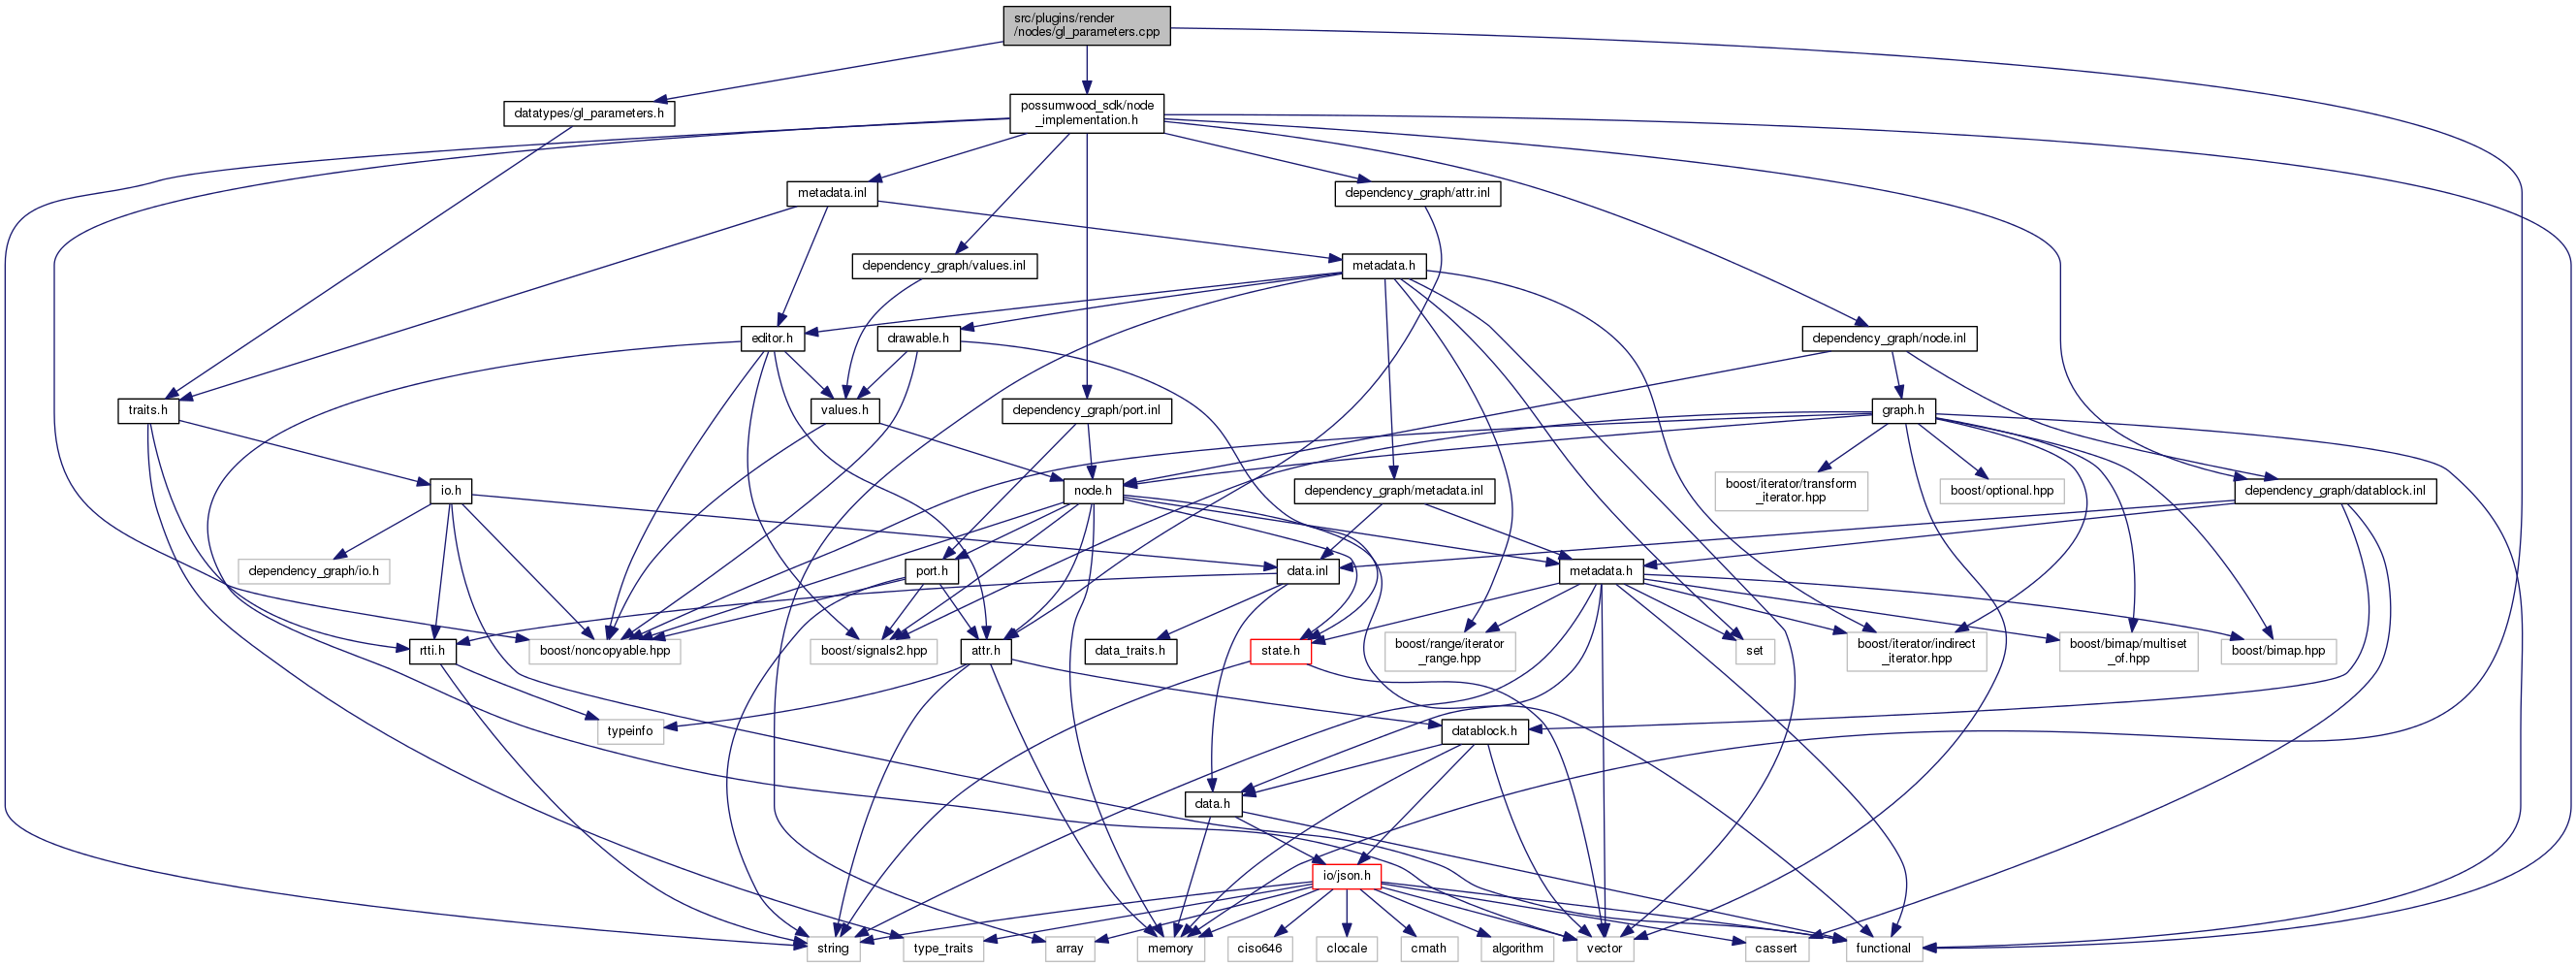 src/plugins/render
/nodes/gl_parameters.cpp
datatypes/gl_parameters.h
possumwood_sdk/node
_implementation.h
metadata.inl
dependency_graph/attr.inl
dependency_graph/values.inl
metadata.h
editor.h
drawable.h
dependency_graph/node.inl
traits.h
values.h
dependency_graph/port.inl
graph.h
io.h
node.h
dependency_graph/metadata.inl
boost/iterator/transform
_iterator.hpp
boost/optional.hpp
dependency_graph/datablock.inl
dependency_graph/io.h
port.h
data.inl
metadata.h
rtti.h
boost/noncopyable.hpp
boost/signals2.hpp
attr.h
data_traits.h
state.h
boost/range/iterator
_range.hpp
set
boost/iterator/indirect
_iterator.hpp
boost/bimap/multiset
_of.hpp
boost/bimap.hpp
typeinfo
datablock.h
data.h
io/json.h
string
type_traits
array
memory
ciso646
clocale
cmath
algorithm
vector
cassert
functional